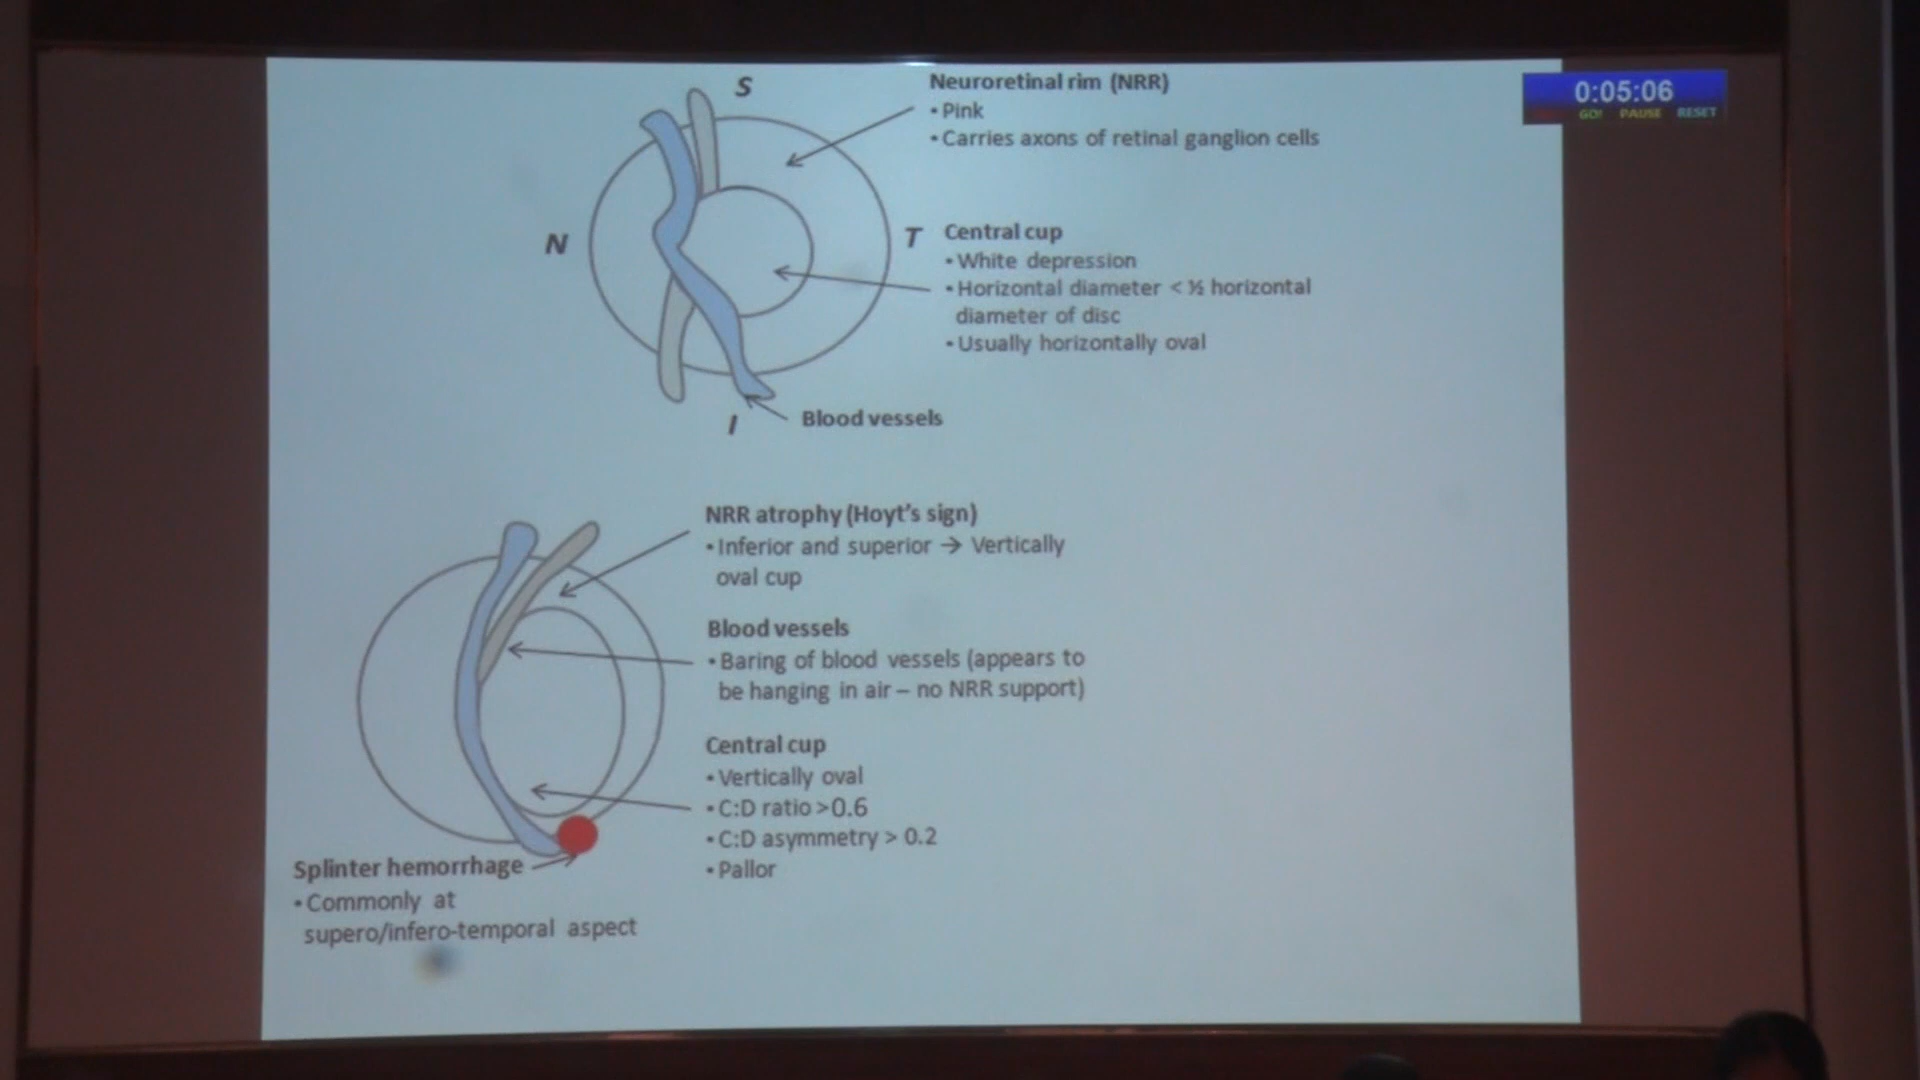 S
Neuroretinal rim (NRR)
• Pink
• Carries axons of retinal ganglion cells
0:05:06
GO! PAUSE RESET
N
T
Central cup
• White depression
• Horizontal diameter < ½ horizontal
diameter of disc
• Usually horizontally oval
I
Blood vessels
NRR atrophy (Hoyt's sign)
• Inferior and superior → Vertically
oval cup
Blood vessels
• Baring of blood vessels (appears to
be hanging in air – no NRR support)
Central cup
• Vertically oval
• C:D ratio >0.6
• C:D asymmetry > 0.2
• Pallor
Splinter hemorrhage
• Commonly at
supero/infero-temporal aspect